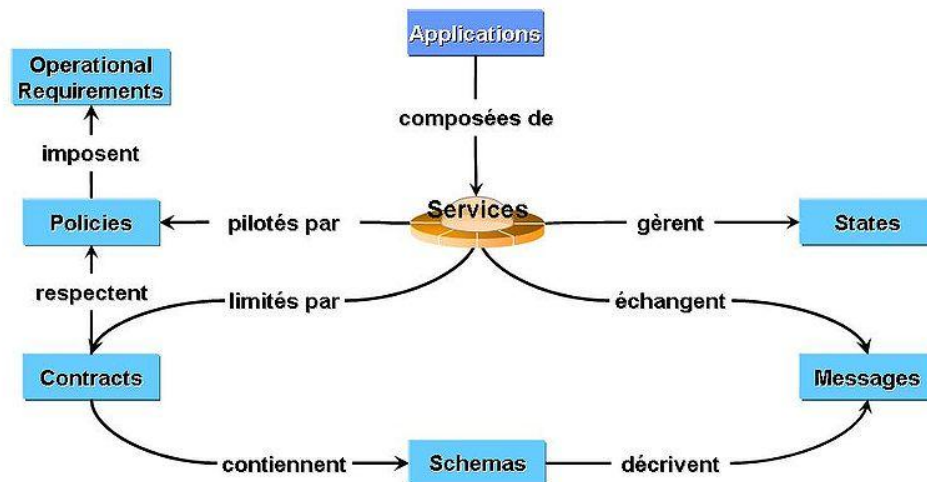 Applications
Operational
Requirements
composées de
imposent
Services
Policies
pilotés par
gèrent
States
respectent
limités par
échangent
Contracts
Messages
contiennent
Schemas
décrivent